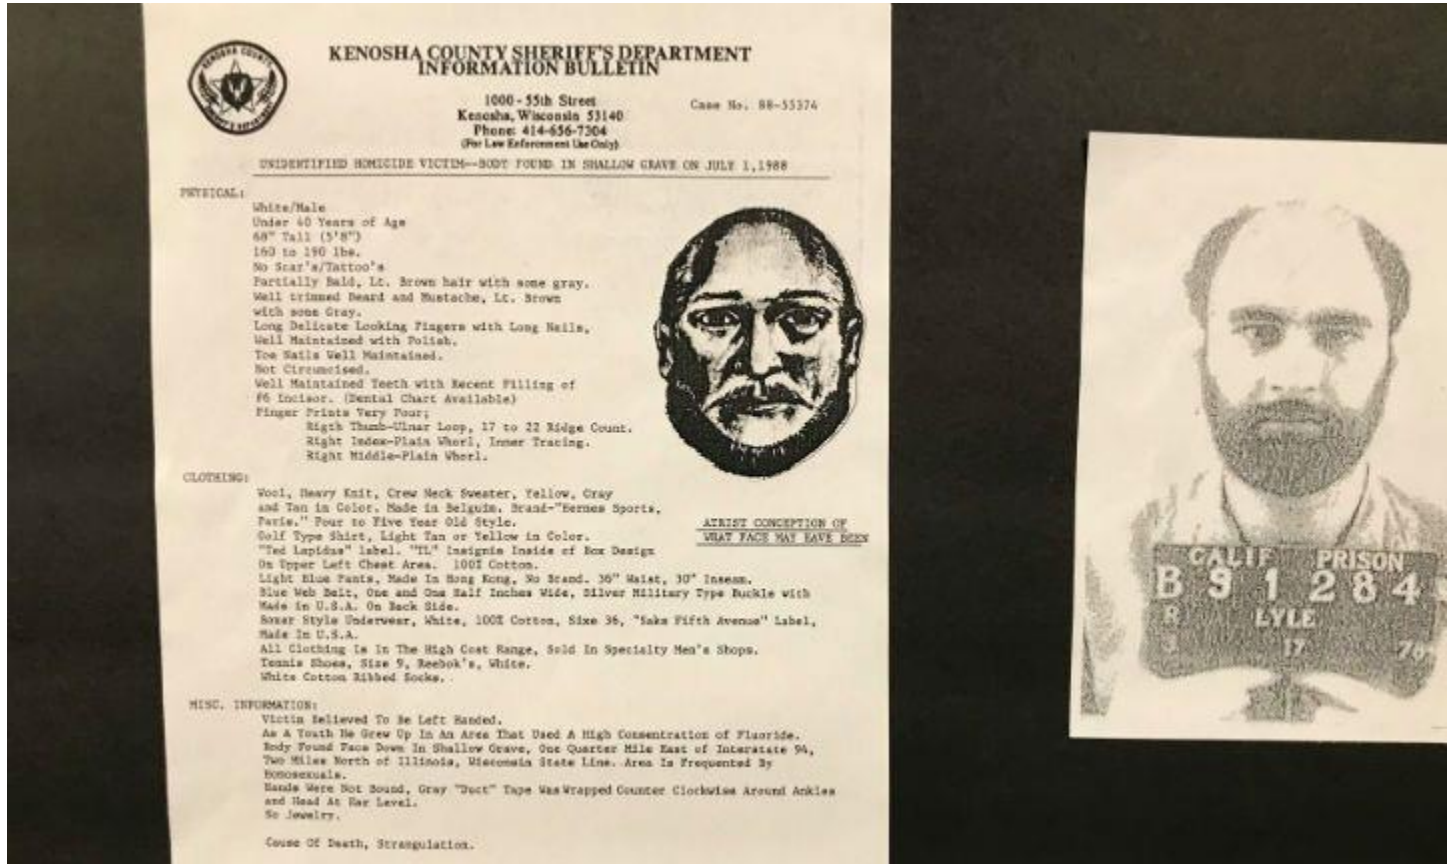 KENOSHA COUNTY SHERIFF'S DEPARTMENT
INFORMATION BULLETIN
1000 - 55th Street
Kenosha, Wisconsin 53140
Phone: 414-656-7304
(For Law Enforcement Use Only)
Case No. 88-55374
UNIDENTIFIED HOMICIDE VICTIM--BODY FOUND IN SHALLOW GRAVE ON JULY 1,1988
PHYSICAL:
White/Male
Under 40 Years of Age
68" Tall (5'8")
160 to 190 lbs.
No Scar's/Tattoo's
Partially Bald, Lt. Brown hair with some gray.
Well trimmed Beard and Mustache, Lt. Brown
with some Gray.
Long Delicate Looking Fingers with Long Nails,
Well Maintained with Polish.
Toe Nails Well Maintained.
Not Circumcised.
Well Maintained Teeth with Recent Filling of
#6 Incisor. (Dental Chart Available)
Finger Prints Very Pour;
Rigth Thumb-Ulnar Loop, 17 to 22 Ridge Count.
Right Index-Plain Whorl, Inner Tracing.
Right Middle-Plain Whorl.
CLOTHING:
Wool, Heavy Knit, Crew Neck Sweater, Yellow, Gray
and Tan in Color. Made in Belguim. Brand-"Hermes Sports,
Paris." Four to Five Year Old Style.
Golf Type Shirt, Light Tan or Yellow in Color.
"Ted Lapidus" label. "TL" Insignia Inside of Box Design
On Upper Left Chest Area. 100% Cotton.
Light Blue Pants, Made In Hong Kong, No Brand. 36" Waist, 30" Inseam.
Blue Web Belt, One and One Half Inches Wide, Silver Military Type Buckle with
Made in U.S.A. On Back Side.
Boxer Style Underwear, White, 100% Cotton, Size 36, "Saks Fifth Avenue" Label,
Made In U.S.A.
All Clothing Is In The High Cost Range, Sold In Specialty Men's Shops.
Tennis Shoes, Size 9, Reebok's, White.
White Cotton Ribbed Socks.
ATRIST CONCEPTION OF
WHAT FACE MAY HAVE BEEN
MISC. INFORMATION:
Victim Believed To Be Left Handed.
As A Youth He Grew Up In An Area That Used A High Consentration of Fluoride.
Body Found Face Down In Shallow Grave, One Quarter Mile East of Interstate 94,
Two Miles North of Illinois, Wisconsin State Line. Area Is Frequented By
Homosexuals.
Hands Were Not Bound, Gray "Duct" Tape Was Wrapped Counter Clockwise Around Ankles
and Head At Ear Level.
No Jewelry.
Cause Of Death, Strangulation.
CALIF PRISON
B 9 1 2 8 4
R LYLE
3 17 79